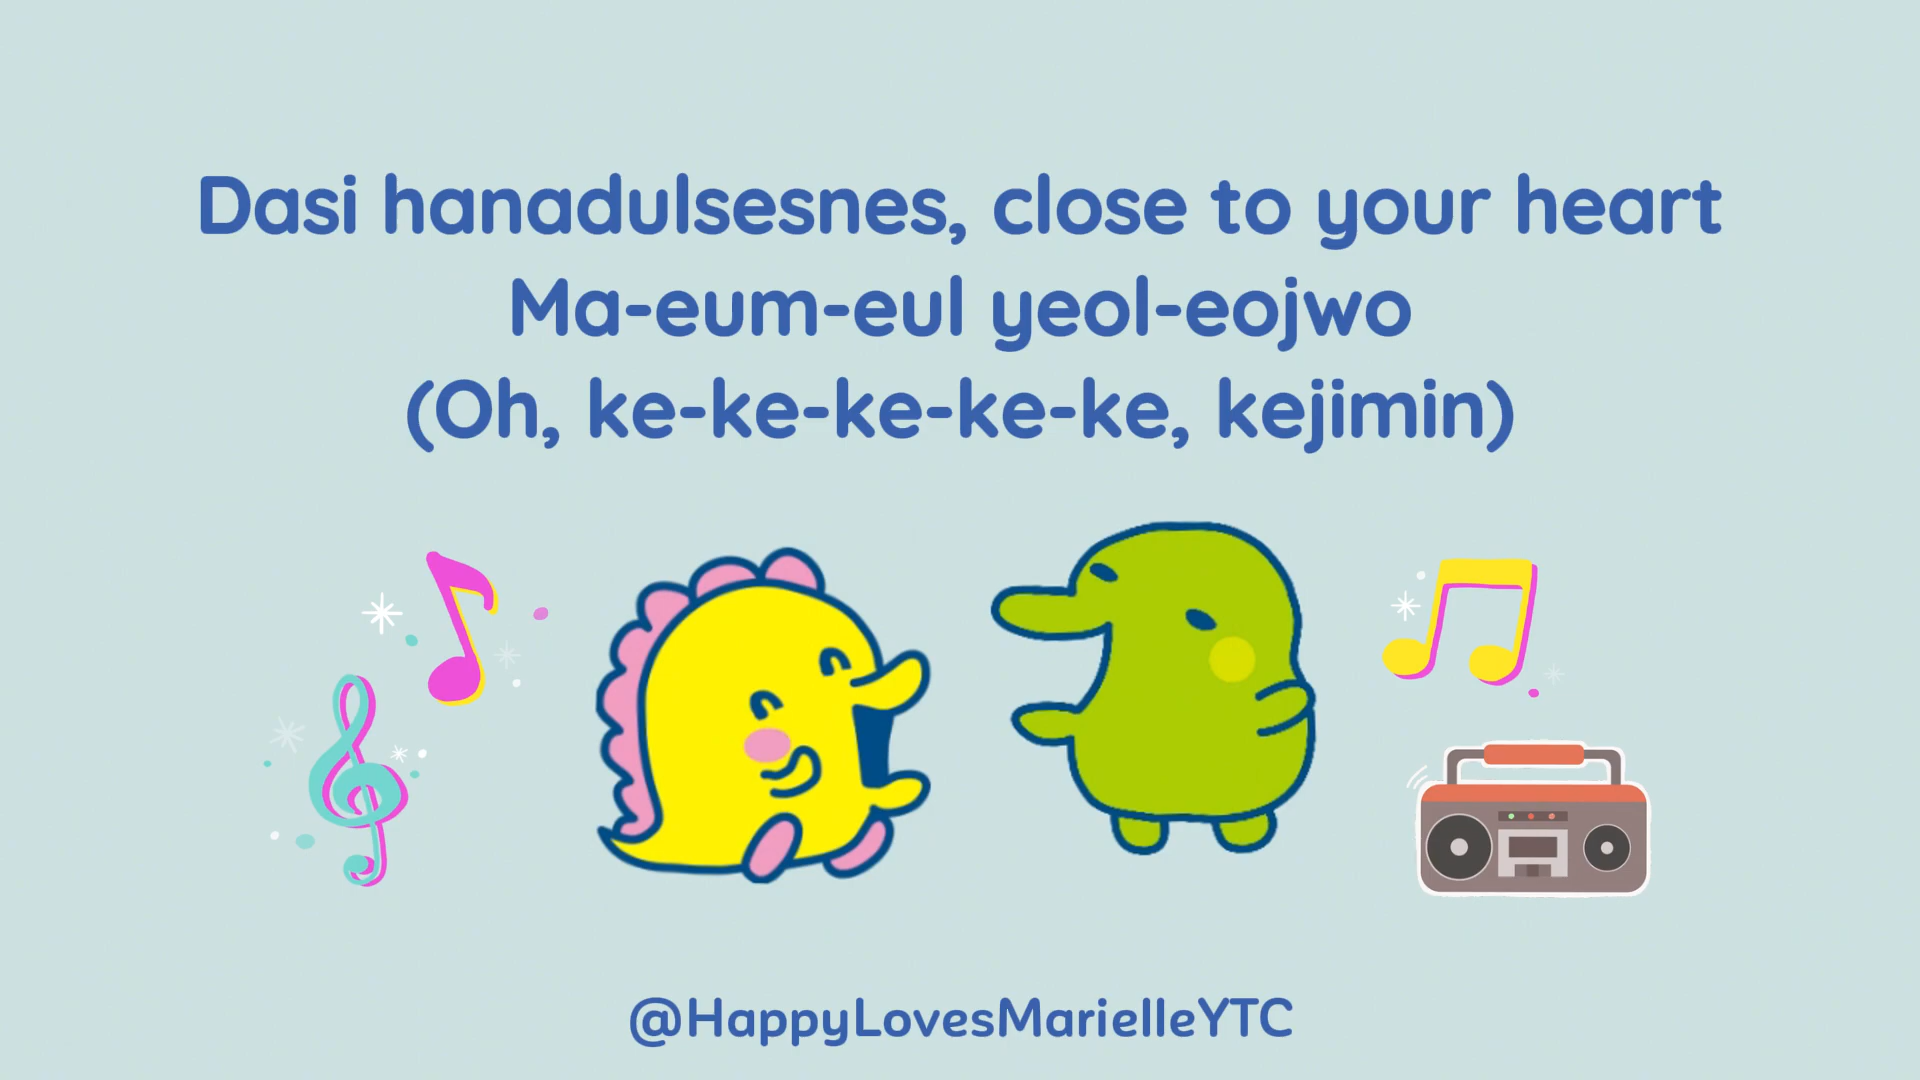 Dasi hanadulsesnes, close to your heart
Ma-eum-eul yeol-eojwo
(Oh, ke-ke-ke-ke-ke, kejimin)
@HappyLovesMarielleYTC